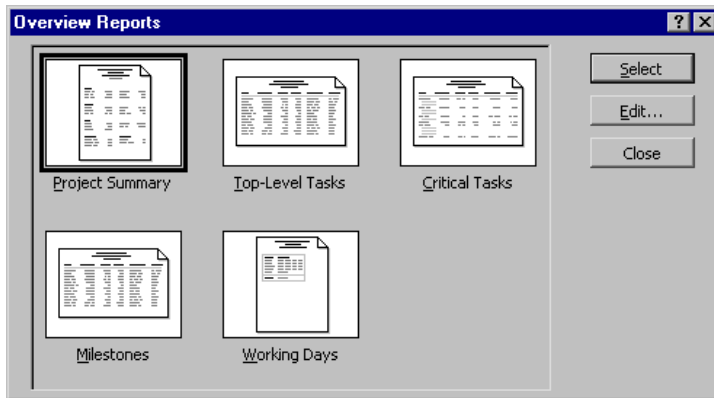 Overview Reports
Select
Edit...
Close
Project Summary
Top-Level Tasks
Critical Tasks
Milestones
Working Days